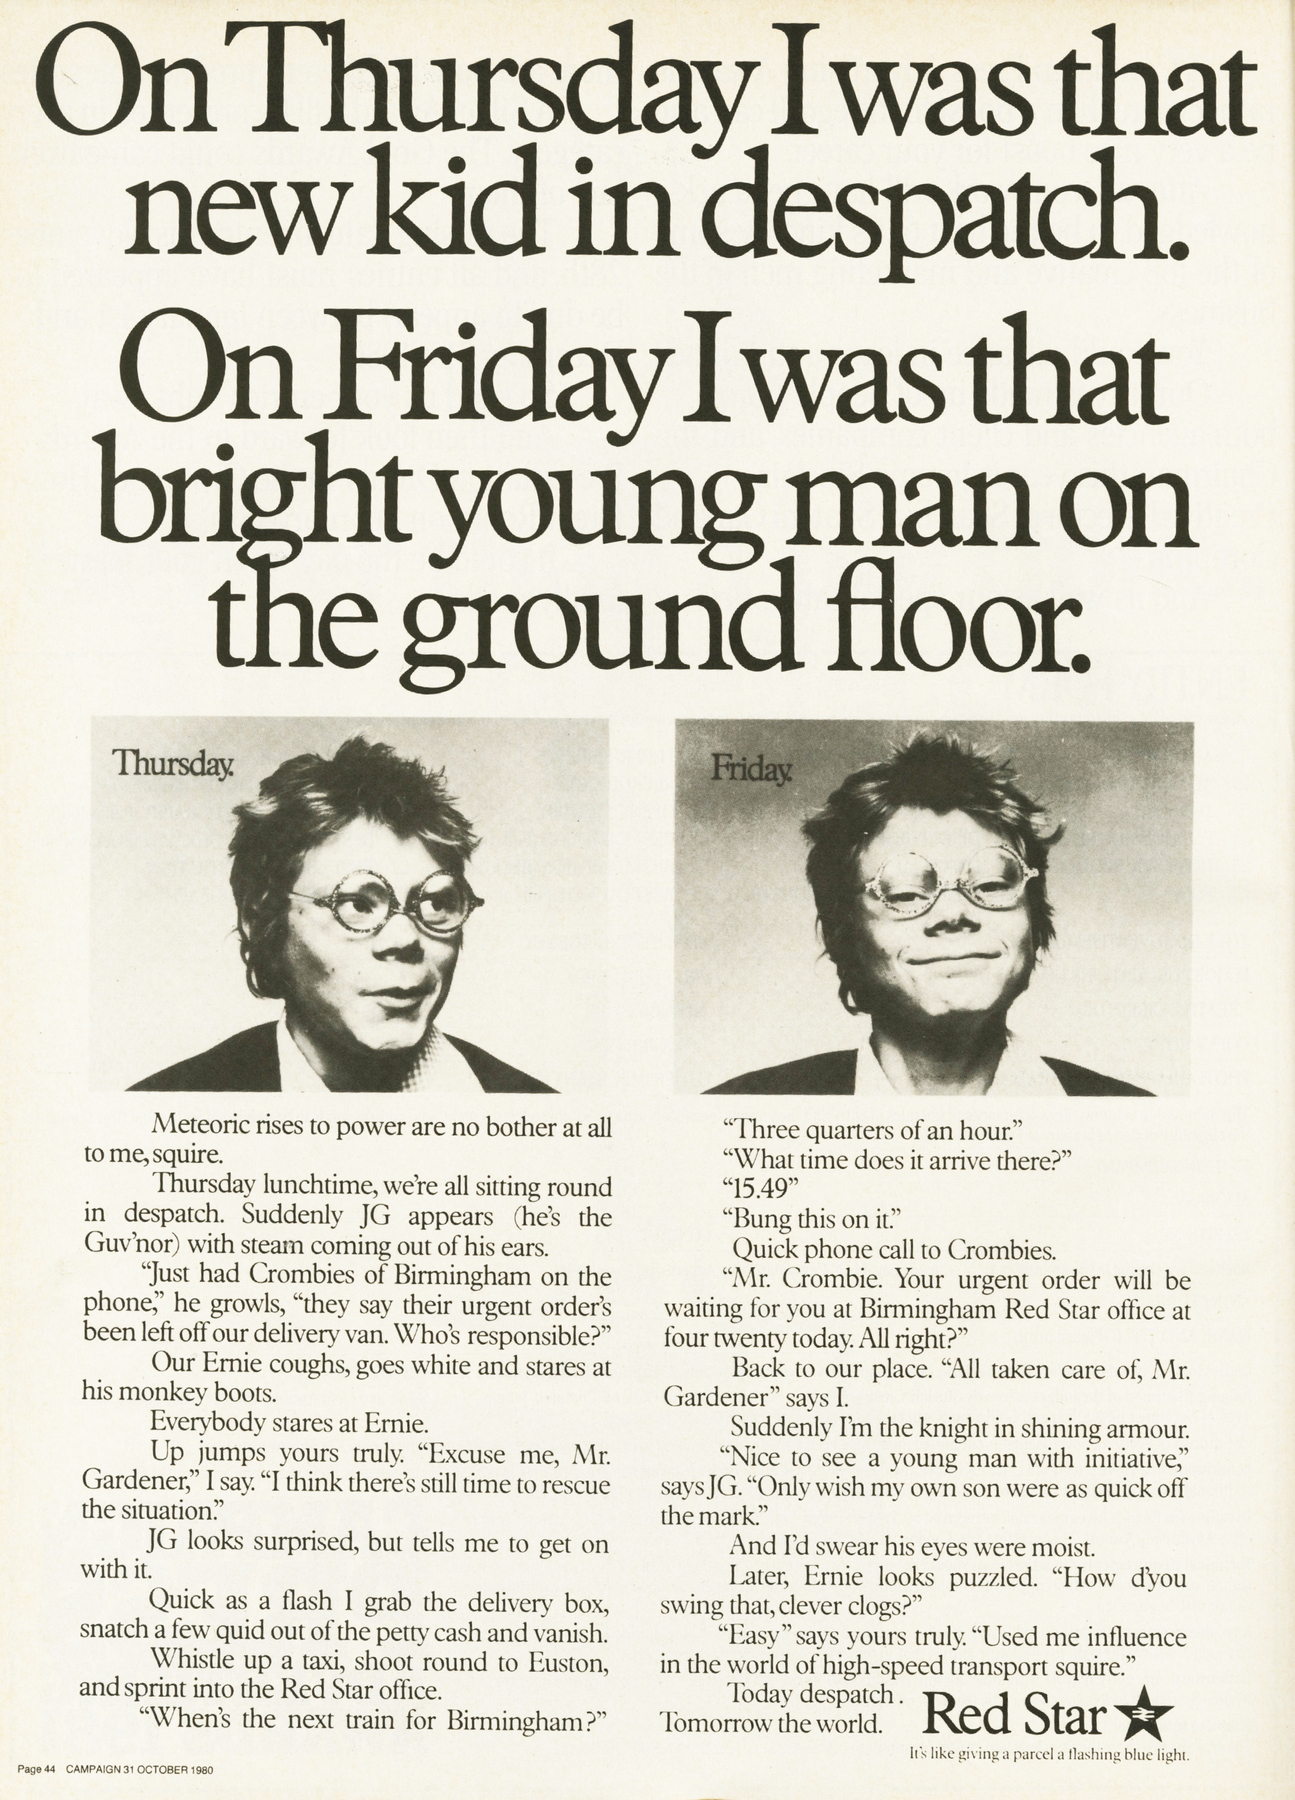 On Thursday I was that
new kid in despatch.
On Friday I was that
bright young man on
the ground floor.
Thursday.
Friday.
Meteoric rises to power are no bother at all
to me, squire.
Thursday lunchtime, we're all sitting round
in despatch. Suddenly JG appears (he's the
Guv'nor) with steam coming out of his ears.
“Just had Crombies of Birmingham on the
phone,” he growls, “they say their urgent order's
been left off our delivery van. Who's responsible?”
Our Ernie coughs, goes white and stares at
his monkey boots.
Everybody stares at Ernie.
Up jumps yours truly. “Excuse me, Mr.
Gardener,” I say. “I think there's still time to rescue
the situation.”
JG looks surprised, but tells me to get on
with it.
Quick as a flash I grab the delivery box,
snatch a few quid out of the petty cash and vanish.
Whistle up a taxi, shoot round to Euston,
and sprint into the Red Star office.
“When's the next train for Birmingham?”
“Three quarters of an hour.”
“What time does it arrive there?”
“15.49”
“Bung this on it.”
Quick phone call to Crombies.
“Mr. Crombie. Your urgent order will be
waiting for you at Birmingham Red Star office at
four twenty today. All right?”
Back to our place. “All taken care of, Mr.
Gardener” says I.
Suddenly I'm the knight in shining armour.
“Nice to see a young man with initiative,”
says JG. “Only wish my own son were as quick off
the mark.”
And I'd swear his eyes were moist.
Later, Ernie looks puzzled. “How d'you
swing that, clever clogs?”
“Easy” says yours truly. “Used me influence
in the world of high-speed transport squire.”
Today despatch.
Tomorrow the world.
Red Star
It's like giving a parcel a flashing blue light.
Page 44 CAMPAIGN 31 OCTOBER 1980